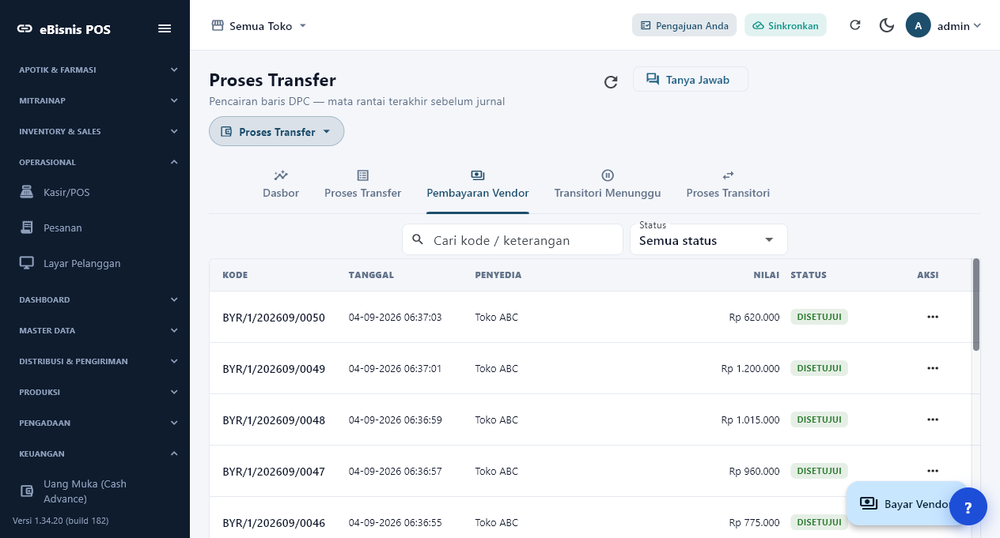 eBisnis POS
Semua Toko
Pengajuan Anda
Sinkronkan
A
admin
APOTIK & FARMASI
MITRAINAP
INVENTORY & SALES
OPERASIONAL
Kasir/POS
Pesanan
Layar Pelanggan
DASHBOARD
MASTER DATA
DISTRIBUSI & PENGIRIMAN
PRODUKSI
PENGADAAN
KEUANGAN
Uang Muka (Cash
Advance)
Versi 1.34.20 (build 182)
Proses Transfer
Pencairan baris DPC — mata rantai terakhir sebelum jurnal
Tanya Jawab
Proses Transfer
Dasbor
Proses Transfer
Pembayaran Vendor
Transitori Menunggu
Proses Transitori
Cari kode / keterangan
Status
Semua status
KODE TANGGAL PENYEDIA NILAI STATUS AKSI
BYR/1/202609/0050 04-09-2026 06:37:03 Toko ABC Rp 620.000 DISETUJUI
BYR/1/202609/0049 04-09-2026 06:37:01 Toko ABC Rp 1.200.000 DISETUJUI
BYR/1/202609/0048 04-09-2026 06:36:59 Toko ABC Rp 1.015.000 DISETUJUI
BYR/1/202609/0047 04-09-2026 06:36:57 Toko ABC Rp 960.000 DISETUJUI
BYR/1/202609/0046 04-09-2026 06:36:55 Toko ABC Rp 775.000 DISETUJUI
Bayar Vendo
?